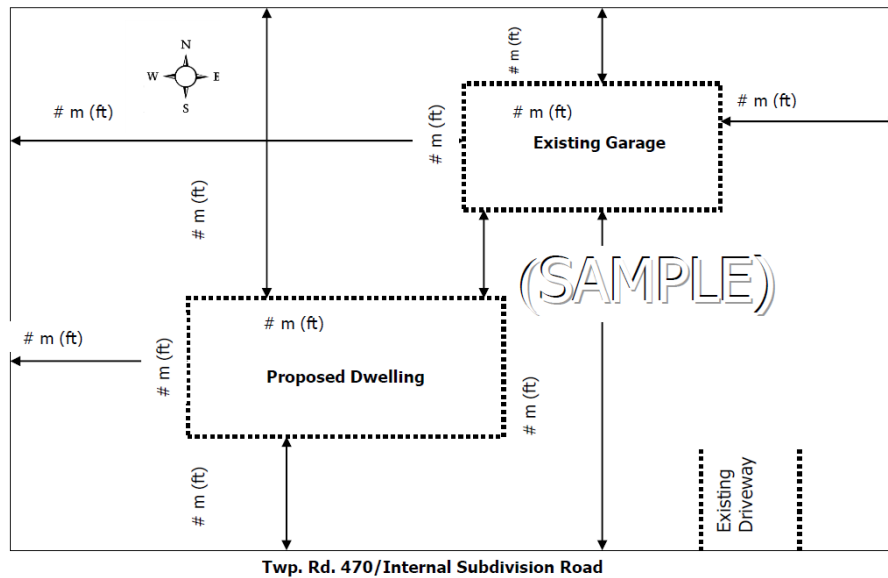 N
W E
S
# m (ft)
# m (ft)
# m (ft)
# m (ft)
# m (ft)
Existing Garage
# m (ft)
(SAMPLE)
# m (ft)
# m (ft)
# m (ft)
Proposed Dwelling
# m (ft)
# m (ft)
Existing
Driveway
Twp. Rd. 470/Internal Subdivision Road